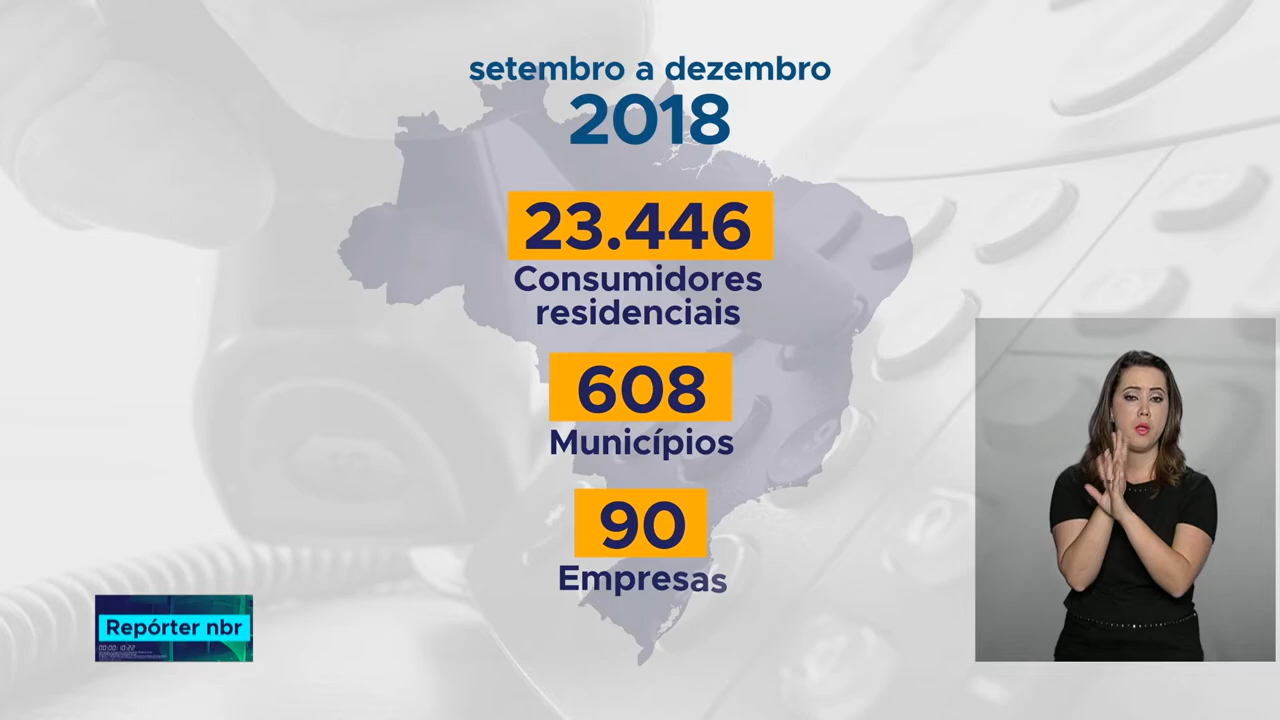 setembro a dezembro
2018
23.446
Consumidores
residenciais
608
Municípios
90
Empresas
Repórter nbr